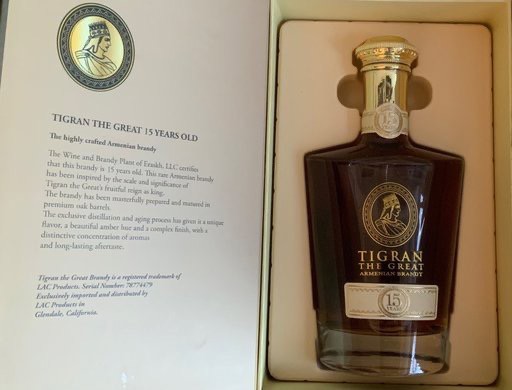 TIGRAN THE GREAT 15 YEARS OLD
The highly crafted Armenian brandy
The Wine and Brandy Plant of Eraskh, LLC certifies
that this brandy is 15 years old. This rare Armenian brandy
has been inspired by the scale and significance of
Tigran the Great's fruitful reign as king.
The brandy has been masterfully prepared and matured in
premium oak barrels.
The exclusive distillation and aging process has given is a unique
flavor, a beautiful amber hue and a complex finish, with a
distinctive concentration of aromas
and long-lasting aftertaste.
Tigran the Great Brandy is a registered trademark of
LAC Products. Serial Number: 78774479
Exclusively imported and distributed by
LAC Products in
Glendale, California.
15
TIGRAN
THE GREAT
ARMENIAN BRANDY
15
YEARS